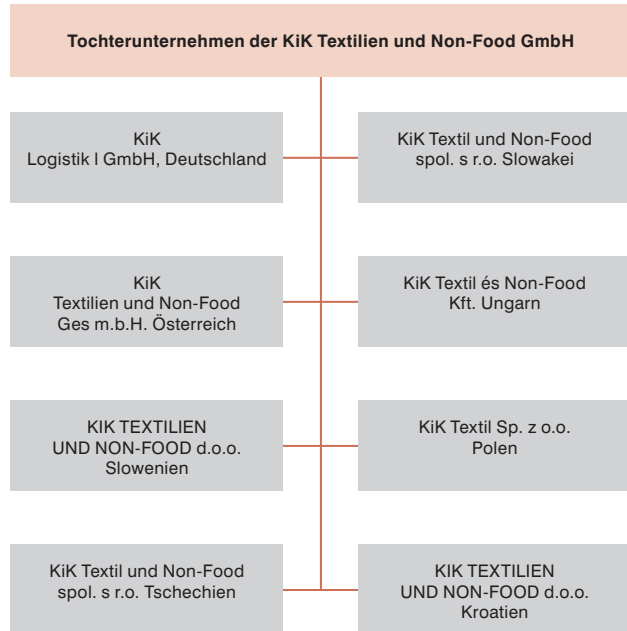 Tochterunternehmen der KiK Textilien und Non-Food GmbH
KiK
Logistik I GmbH, Deutschland
KiK Textil und Non-Food
spol. s r.o. Slowakei
KiK
Textilien und Non-Food
Ges m.b.H. Österreich
KiK Textil és Non-Food
Kft. Ungarn
KIK TEXTILIEN
UND NON-FOOD d.o.o.
Slowenien
KiK Textil Sp. z o.o.
Polen
KiK Textil und Non-Food
spol. s r.o. Tschechien
KIK TEXTILIEN
UND NON-FOOD d.o.o.
Kroatien